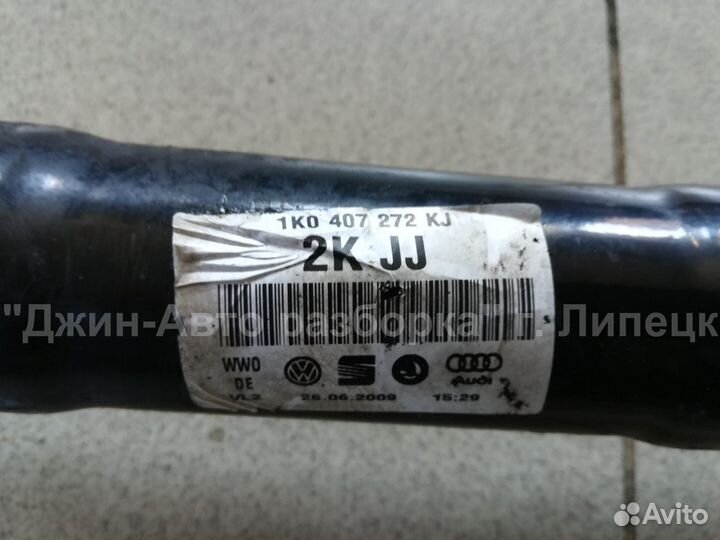 1K0 407 272 KJ
2K JJ
"Джин-Авто разборка" г. Липецк
WW0
DE
Audi
VL2 26.06.2009 15:29
Avito